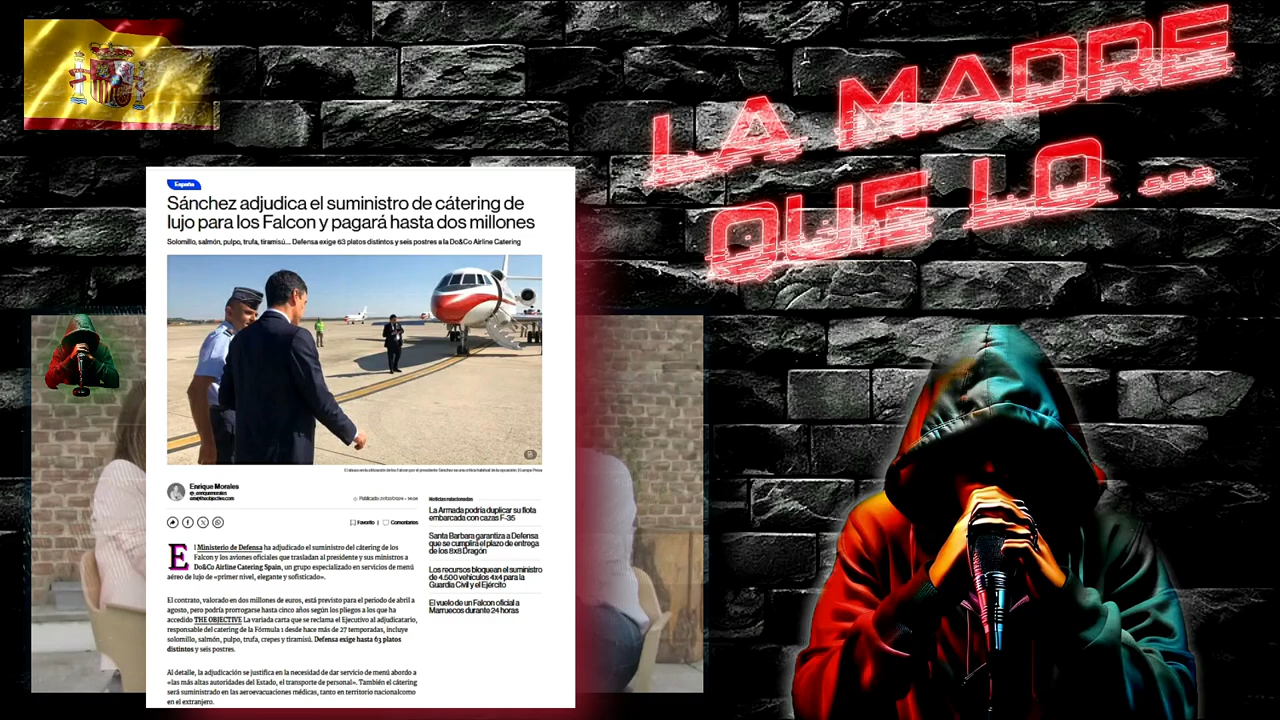 LA MADRE
QUE LO ...
España
Sánchez adjudica el suministro de cátering de
lujo para los Falcon y pagará hasta dos millones
Solomillo, salmón, pulpo, trufa, tiramisú... Defensa exige 63 platos distintos y seis postres a la Do&Co Airline Catering
Enrique Morales
Favorito | Comentarios
El Ministerio de Defensa ha adjudicado el suministro del cátering de los
Falcon y los aviones oficiales que trasladan al presidente y sus ministros a
Do&Co Airline Catering Spain, un grupo especializado en servicios de menú
aéreo de lujo de «primer nivel, elegante y sofisticado».
El contrato, valorado en dos millones de euros, está previsto para el periodo de abril a
agosto, pero podría prorrogarse hasta cinco años según los pliegos a los que ha
accedido THE OBJECTIVE La variada carta que se reclama el Ejecutivo al adjudicatario,
responsable del catering de la Fórmula 1 desde hace más de 27 temporadas, incluye
solomillo, salmón, pulpo, trufa, crepes y tiramisú. Defensa exige hasta 63 platos
distintos y seis postres.
Al detalle, la adjudicación se justifica en la necesidad de dar servicio de menú abordo a
«las más altas autoridades del Estado, el transporte de personal». También el cátering
será suministrado en las aeroevacuaciones médicas, tanto en territorio nacionalcomo
en el extranjero.
Noticias relacionadas
La Armada podría duplicar su flota
embarcada con cazas F-35
Santa Barbara garantiza a Defensa
que se cumplirá el plazo de entrega
de los 8x8 Dragón
Los recursos bloquean el suministro
de 4.500 vehículos 4x4 para la
Guardia Civil y el Ejército
El vuelo de un Falcon oficial a
Marruecos durante 24 horas